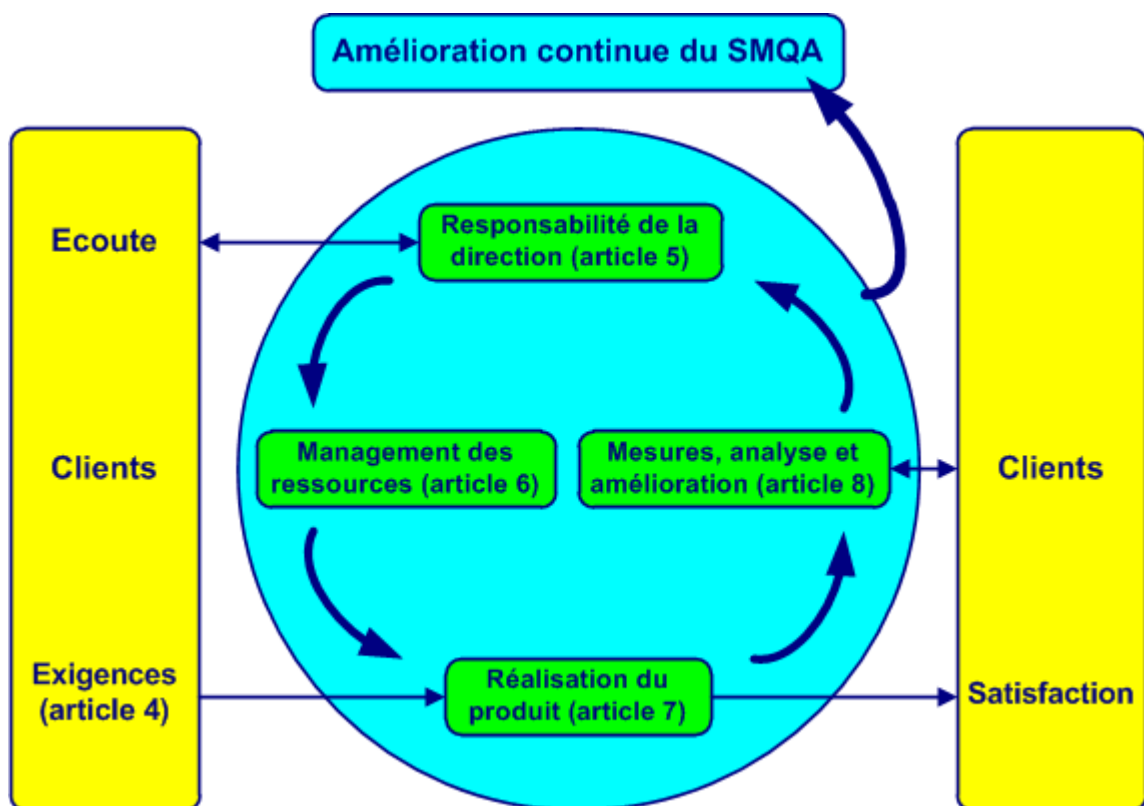 Amélioration continue du SMQA
Ecoute
Responsabilité de la
direction (article 5)
Clients
Management des
ressources (article 6)
Mesures, analyse et
amélioration (article 8)
Clients
Exigences
(article 4)
Réalisation du
produit (article 7)
Satisfaction